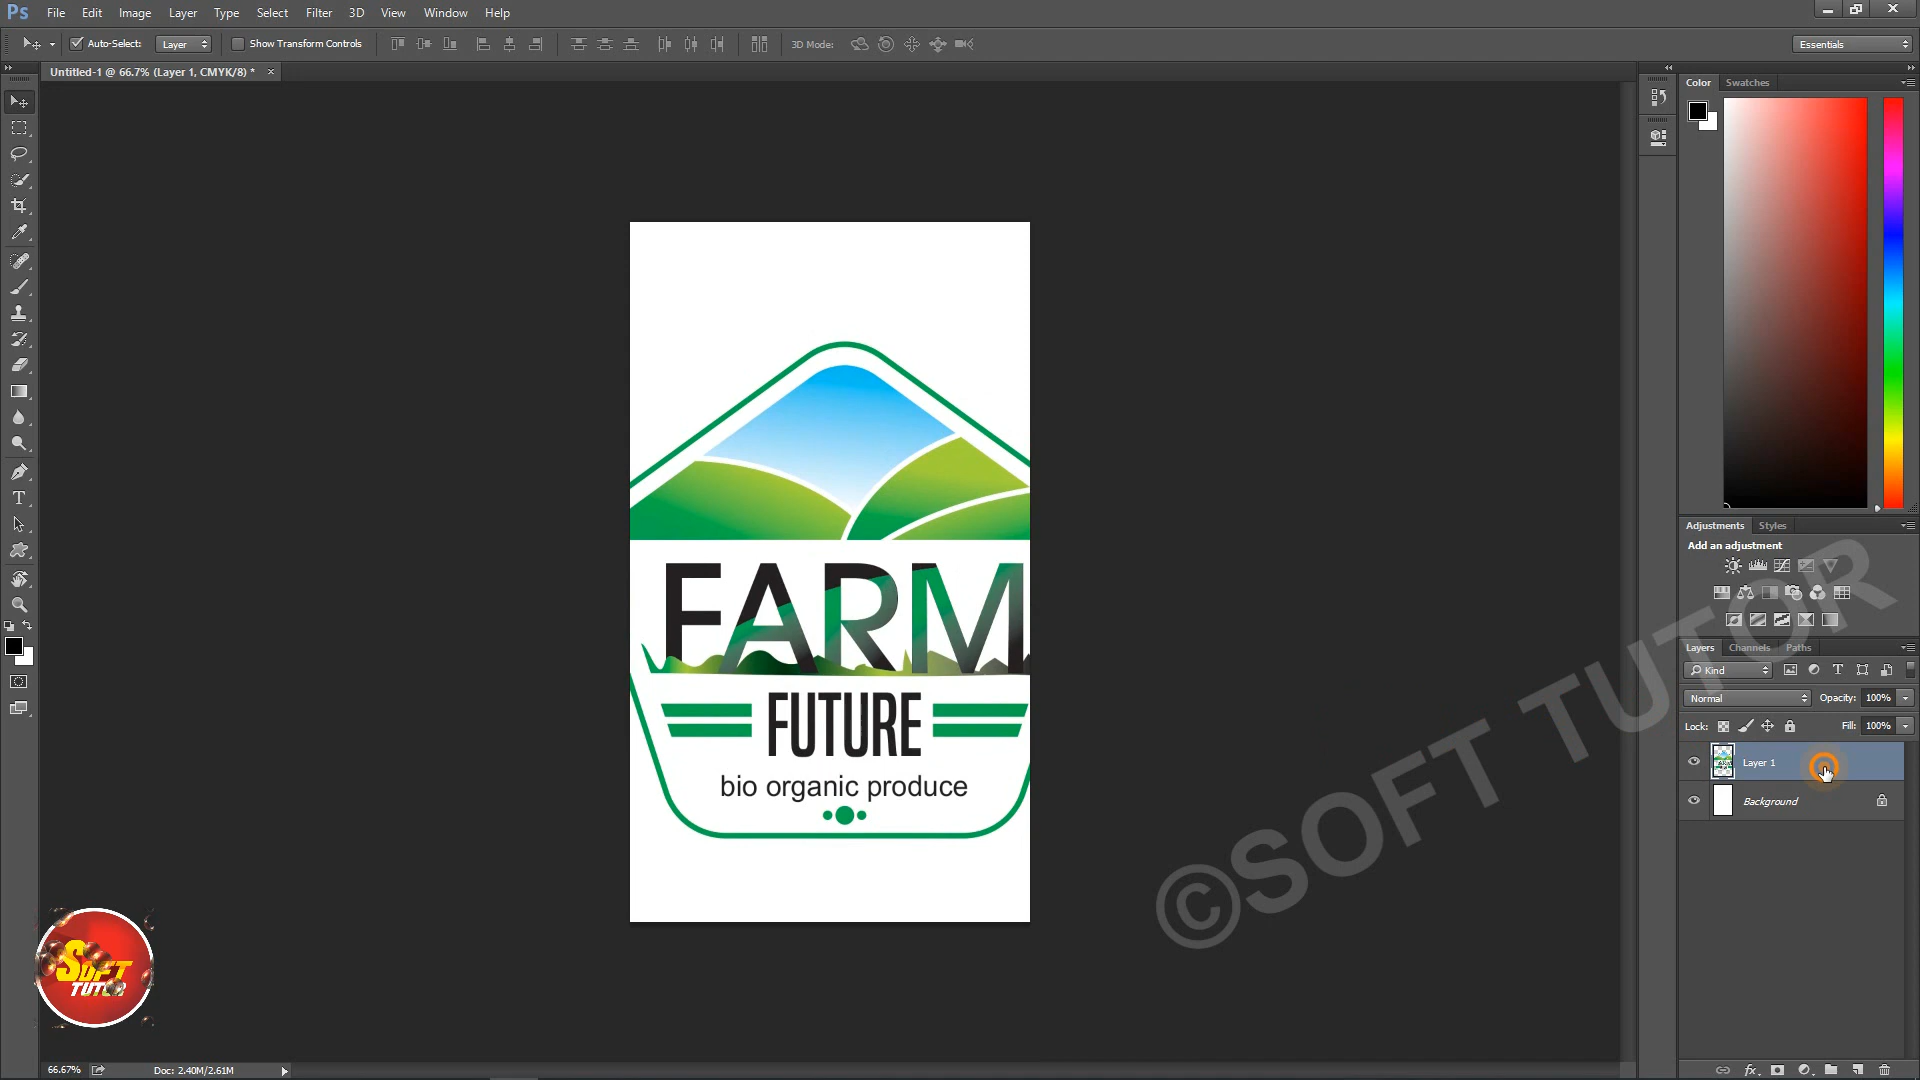 Ps File Edit Image Layer Type Select Filter 3D View Window Help
Auto-Select: Layer Show Transform Controls 3D Mode: Essentials
Untitled-1 @ 66.7% (Layer 1, CMYK/8) * ×
Color Swatches
FARM
FUTURE
bio organic produce
Adjustments Styles
Add an adjustment
Layers Channels Paths
Kind
Normal Opacity: 100%
Lock: Fill: 100%
Layer 1
Background
©SOFT TUTOR
SOFT
TUTOR
66.67% Doc: 2.40M/2.61M
fx